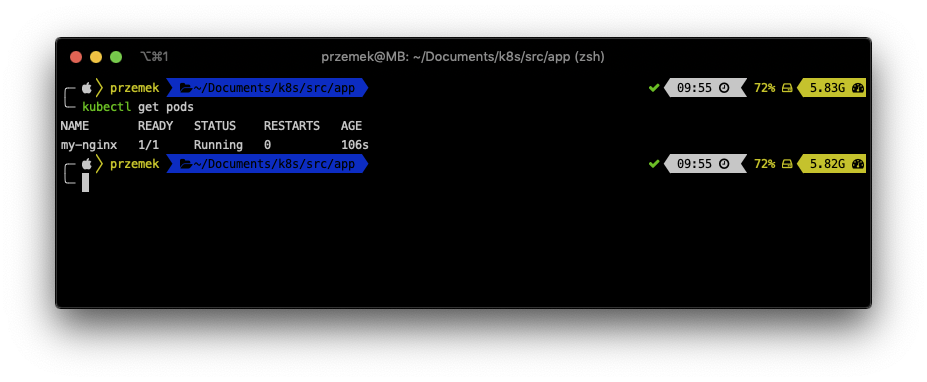 ⌥⌘1 przemek@MB: ~/Documents/k8s/src/app (zsh)
przemek ~/Documents/k8s/src/app 09:55 72% 5.83G
kubectl get pods
NAME READY STATUS RESTARTS AGE
my-nginx 1/1 Running 0 106s
przemek ~/Documents/k8s/src/app 09:55 72% 5.82G